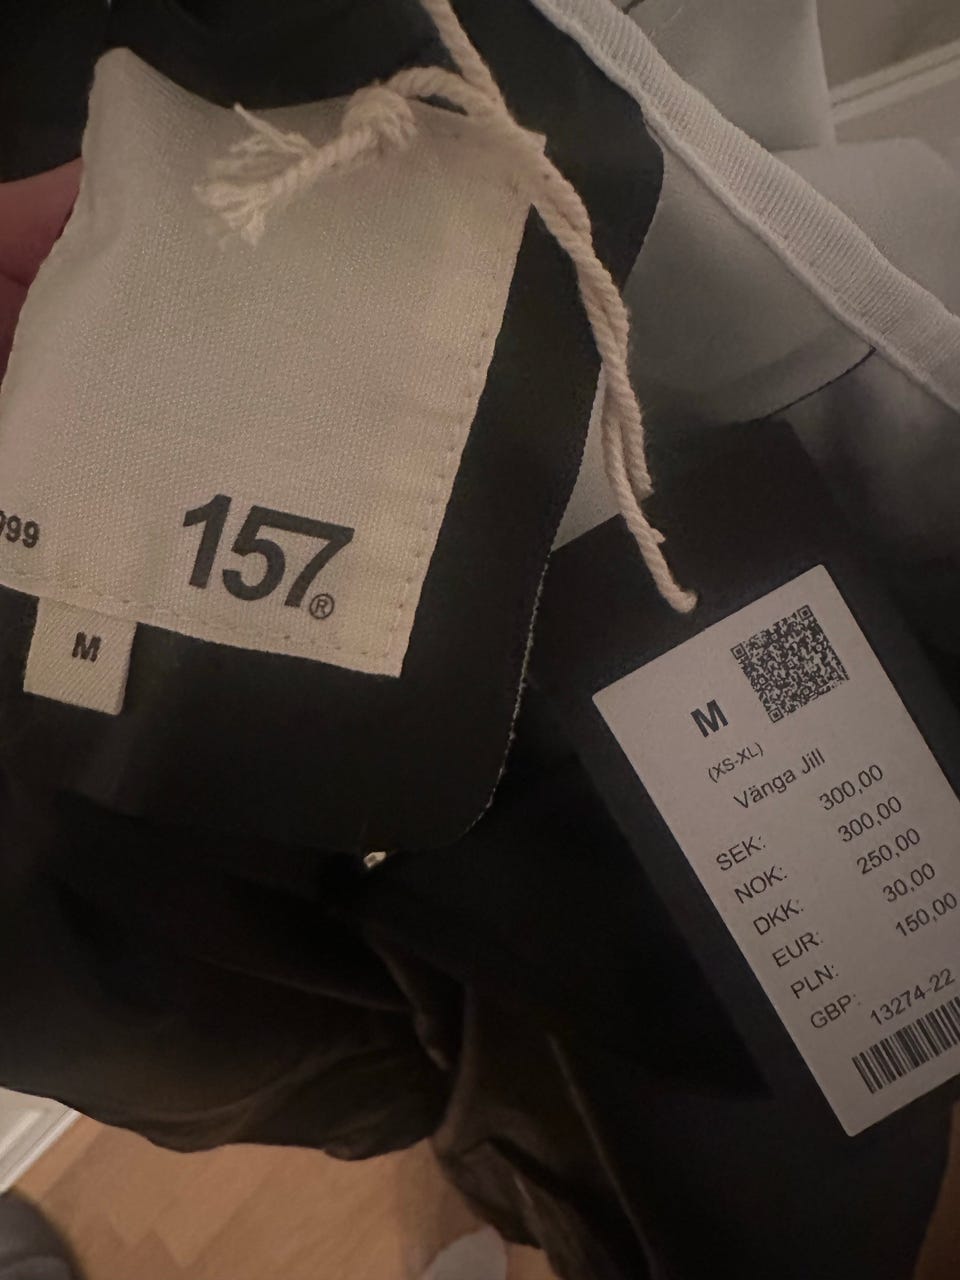 157®
M
M
(XS-XL)
Vänga Jill
SEK: 300,00
NOK: 300,00
DKK: 250,00
EUR: 30,00
PLN: 150,00
GBP:
13274-22